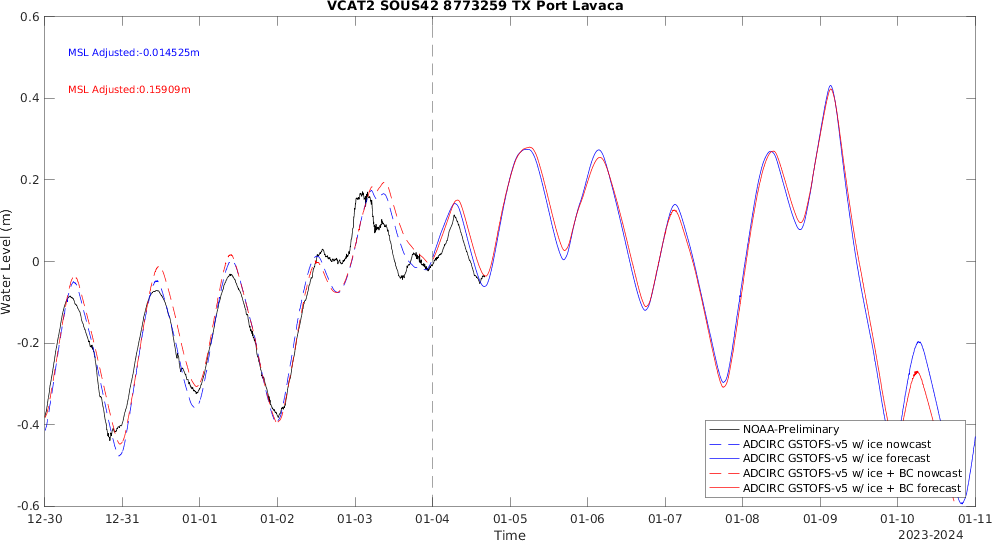 VCAT2 SOUS42 8773259 TX Port Lavaca
MSL Adjusted:-0.014525m
MSL Adjusted:0.15909m
Water Level (m)
0.6
0.4
0.2
0
-0.2
-0.4
-0.6
NOAA-Preliminary
ADCIRC GSTOFS-v5 w/ ice nowcast
ADCIRC GSTOFS-v5 w/ ice forecast
ADCIRC GSTOFS-v5 w/ ice + BC nowcast
ADCIRC GSTOFS-v5 w/ ice + BC forecast
12-30 12-31 01-01 01-02 01-03 01-04 01-05 01-06 01-07 01-08 01-09 01-10 01-11
Time
2023-2024